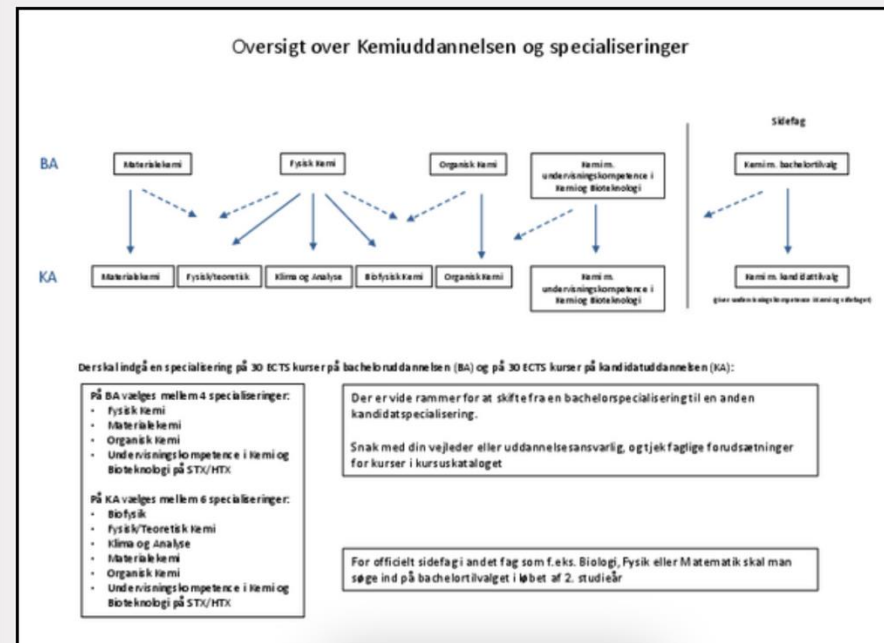 Oversigt over Kemiuddannelsen og specialiseringer
Sidefag
BA
Materialekemi
Fysisk Kemi
Organisk Kemi
Kemi m.
undervisningskompetence i
Kemi og Bioteknologi
Kemi m. bachelortilvalg
KA
Materialekemi
Fysisk/teoretisk
Klima og Analyse
Biofysisk Kemi
Organisk Kemi
Kemi m.
undervisningskompetence i
Kemi og Bioteknologi
Kemi m. kandidattilvalg
(giver undervisningskompetence i Kemi og sidefaget)
Der skal indgå en specialisering på 30 ECTS kurser på bacheloruddannelsen (BA) og på 30 ECTS kurser på kandidatuddannelsen (KA):
På BA vælges mellem 4 specialiseringer:
• Fysisk Kemi
• Materialekemi
• Organisk Kemi
• Undervisningskompetence i Kemi og
Bioteknologi på STX/HTX
På KA vælges mellem 6 specialiseringer:
• Biofysik
• Fysisk/Teoretisk Kemi
• Klima og Analyse
• Materialekemi
• Organisk Kemi
• Undervisningskompetence i Kemi og
Bioteknologi på STX/HTX
Der er vide rammer for at skifte fra en bachelorspecialisering til en anden
kandidatspecialisering.
Snak med din vejleder eller uddannelsesansvarlig, og tjek faglige forudsætninger
for kurser i kursuskataloget
For officielt sidefag i andet fag som f.eks. Biologi, Fysik eller Matematik skal man
søge ind på bachelortilvalget i løbet af 2. studieår